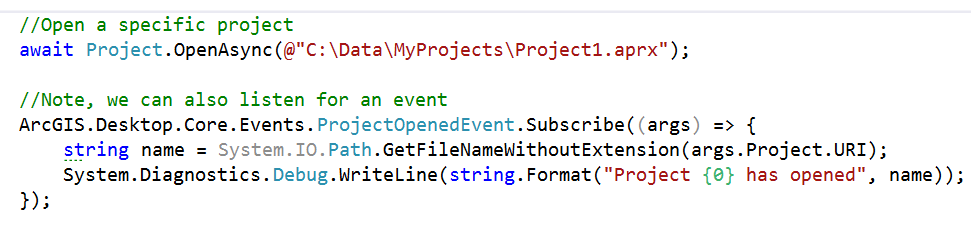 //Open a specific project
await Project.OpenAsync(@"C:\Data\MyProjects\Project1.aprx");
//Note, we can also listen for an event
ArcGIS.Desktop.Core.Events.ProjectOpenedEvent.Subscribe((args) => {
string name = System.IO.Path.GetFileNameWithoutExtension(args.Project.URI);
System.Diagnostics.Debug.WriteLine(string.Format("Project {0} has opened", name));
});